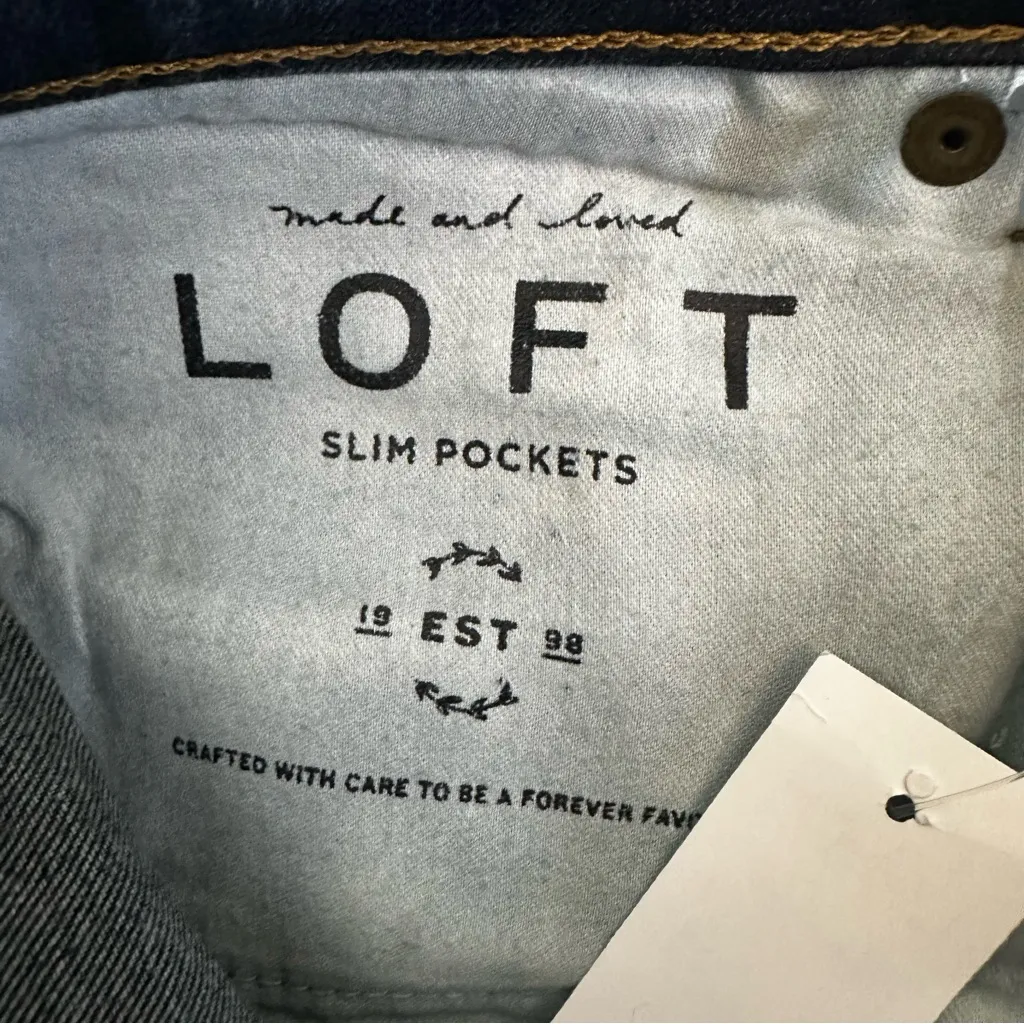 made and loved
LOFT
SLIM POCKETS
19 EST 98
CRAFTED WITH CARE TO BE A FOREVER